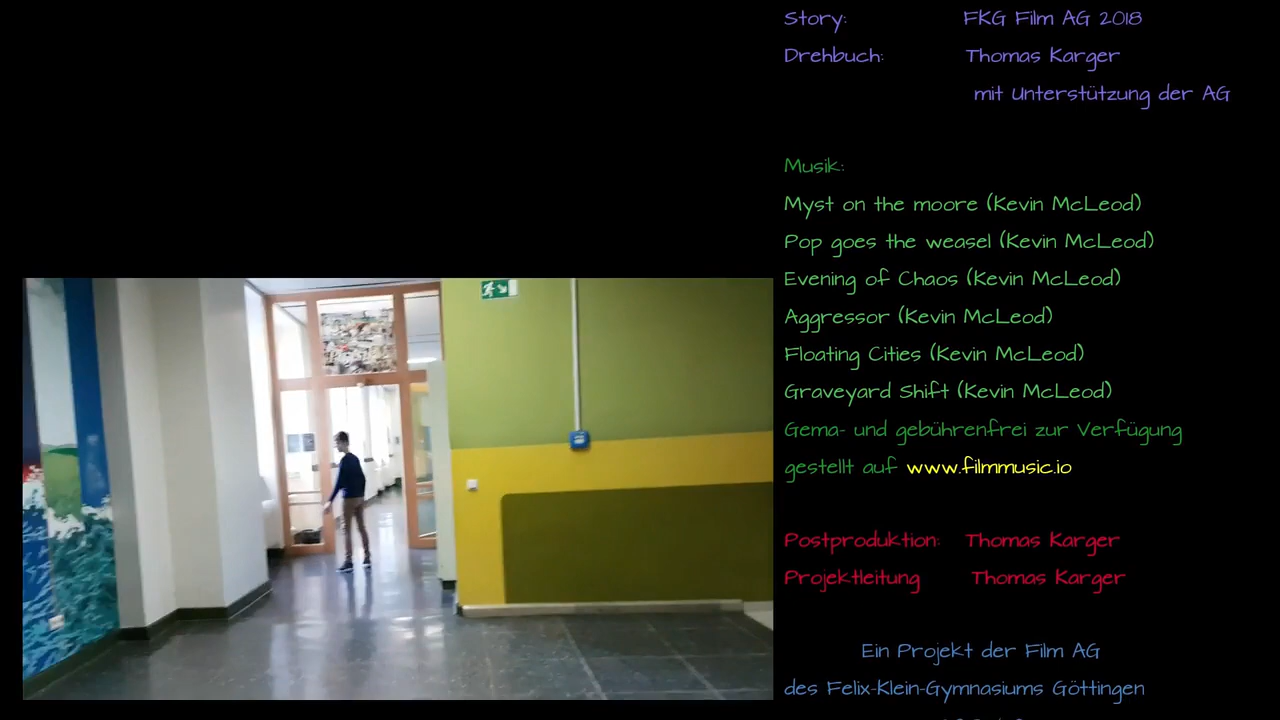 Story: FKG Film AG 2018
Drehbuch: Thomas Karger
mit Unterstützung der AG
Musik:
Myst on the moore (Kevin McLeod)
Pop goes the weasel (Kevin McLeod)
Evening of Chaos (Kevin McLeod)
Aggressor (Kevin McLeod)
Floating Cities (Kevin McLeod)
Graveyard Shift (Kevin McLeod)
Gema- und gebührenfrei zur Verfügung
gestellt auf www.filmmusic.io
Postproduktion: Thomas Karger
Projektleitung Thomas Karger
Ein Projekt der Film AG
des Felix-Klein-Gymnasiums Göttingen